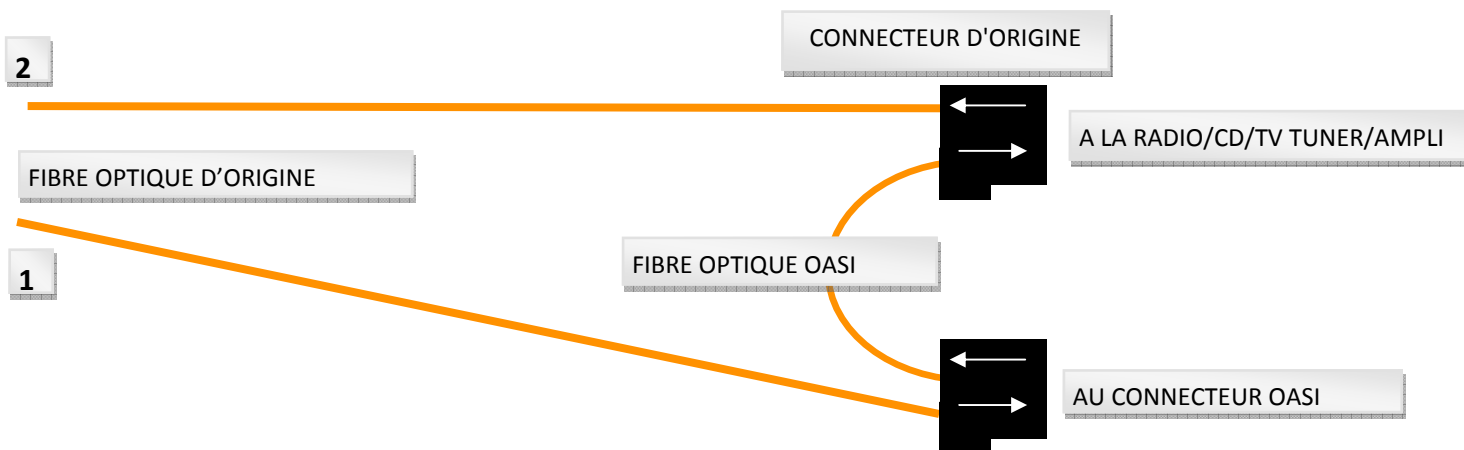 CONNECTEUR D'ORIGINE
2
A LA RADIO/CD/TV TUNER/AMPLI
FIBRE OPTIQUE D’ORIGINE
FIBRE OPTIQUE OASI
1
AU CONNECTEUR OASI